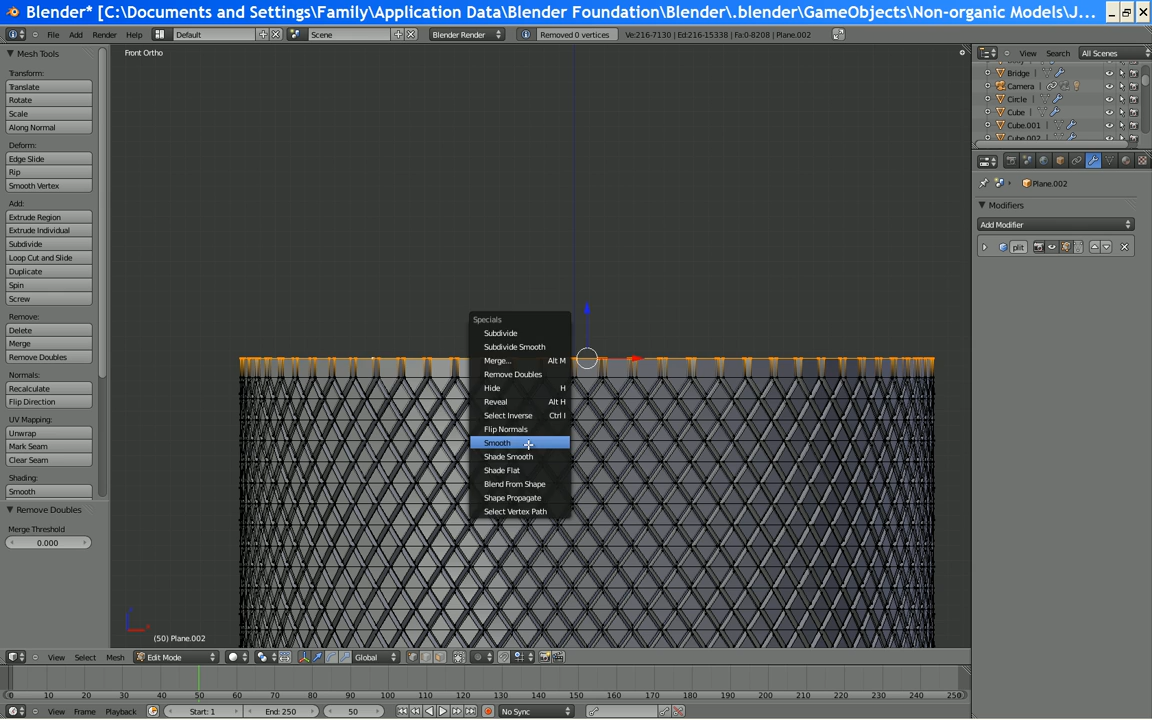 Blender* [C:\Documents and Settings\Family\Application Data\Blender Foundation\Blender\.blender\GameObjects\Non-organic Models\J...
File Add Render Help Default Scene Blender Render Removed 0 vertices Ve:216-7130 | Ed:216-15338 | Fa:0-8208 | Plane.002
Mesh Tools
Transform:
Translate
Rotate
Scale
Along Normal
Deform:
Edge Slide
Rip
Smooth Vertex
Add:
Extrude Region
Extrude Individual
Subdivide
Loop Cut and Slide
Duplicate
Spin
Screw
Remove:
Delete
Merge
Remove Doubles
Normals:
Recalculate
Flip Direction
UV Mapping:
Unwrap
Mark Seam
Clear Seam
Shading:
Smooth
Remove Doubles
Merge Threshold
0.000
Front Ortho
Specials
Subdivide
Subdivide Smooth
Merge... Alt M
Remove Doubles
Hide H
Reveal Alt H
Select Inverse Ctrl I
Flip Normals
Smooth
Shade Smooth
Shade Flat
Blend From Shape
Shape Propagate
Select Vertex Path
(50) Plane.002
View Search All Scenes
Bridge
Camera
Circle
Cube
Cube.001
Cube.002
Plane.002
Modifiers
Add Modifier
plit
View Select Mesh Edit Mode Global
0 10 20 30 40 50 60 70 80 90 100 110 120 130 140 150 160 170 180 190 200 210 220 230 240 250
View Frame Playback Start: 1 End: 250 50 No Sync